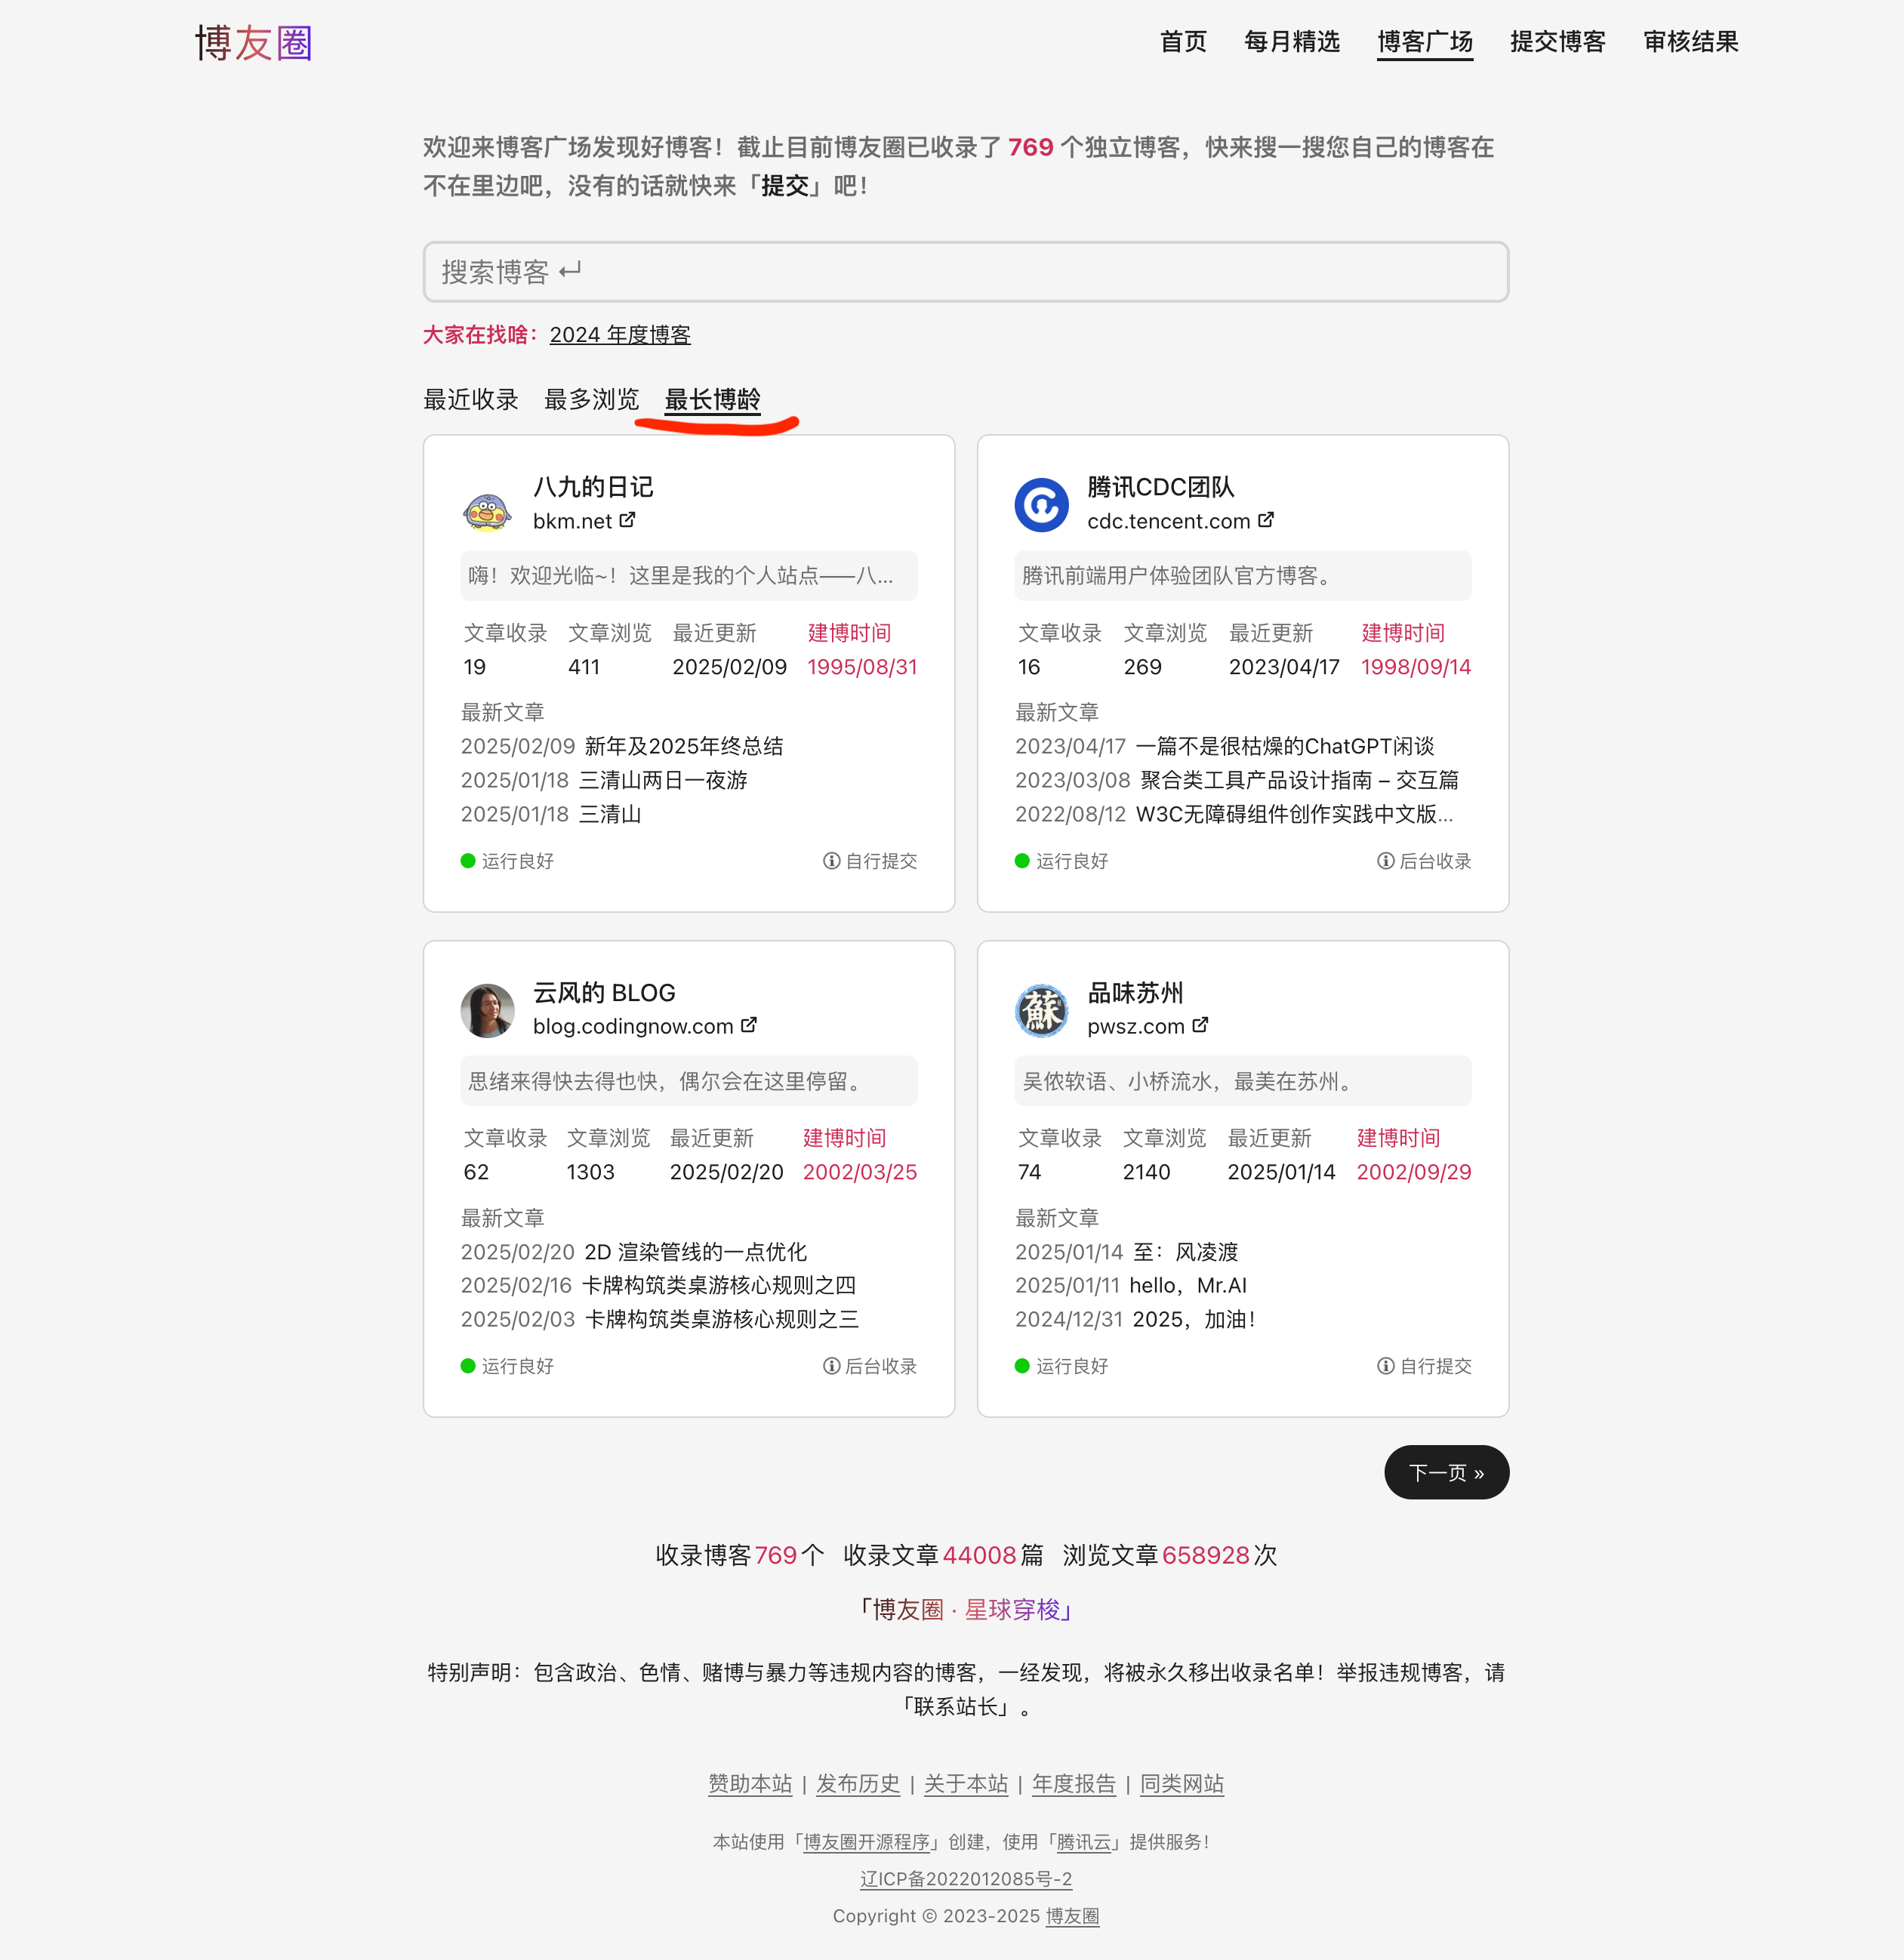 博友圈
首页 每月精选 博客广场 提交博客 审核结果
欢迎来博客广场发现好博客！截止目前博友圈已收录了 769 个独立博客，快来搜一搜您自己的博客在
不在里边吧，没有的话就快来「提交」吧！
搜索博客 ↵
大家在找啥： 2024 年度博客
最近收录 最多浏览 最长博龄
八九的日记
bkm.net
嗨！欢迎光临~！这里是我的个人站点——八...
文章收录 文章浏览 最近更新 建博时间
19 411 2025/02/09 1995/08/31
最新文章
2025/02/09 新年及2025年终总结
2025/01/18 三清山两日一夜游
2025/01/18 三清山
运行良好 自行提交
腾讯CDC团队
cdc.tencent.com
腾讯前端用户体验团队官方博客。
文章收录 文章浏览 最近更新 建博时间
16 269 2023/04/17 1998/09/14
最新文章
2023/04/17 一篇不是很枯燥的ChatGPT闲谈
2023/03/08 聚合类工具产品设计指南 – 交互篇
2022/08/12 W3C无障碍组件创作实践中文版...
运行良好 后台收录
云风的 BLOG
blog.codingnow.com
思绪来得快去得也快，偶尔会在这里停留。
文章收录 文章浏览 最近更新 建博时间
62 1303 2025/02/20 2002/03/25
最新文章
2025/02/20 2D 渲染管线的一点优化
2025/02/16 卡牌构筑类桌游核心规则之四
2025/02/03 卡牌构筑类桌游核心规则之三
运行良好 后台收录
蘇
品味苏州
pwsz.com
吴侬软语、小桥流水，最美在苏州。
文章收录 文章浏览 最近更新 建博时间
74 2140 2025/01/14 2002/09/29
最新文章
2025/01/14 至：风凌渡
2025/01/11 hello，Mr.AI
2024/12/31 2025，加油！
运行良好 自行提交
下一页 »
收录博客769个 收录文章44008篇 浏览文章658928次
「博友圈 · 星球穿梭」
特别声明：包含政治、色情、赌博与暴力等违规内容的博客，一经发现，将被永久移出收录名单！举报违规博客，请
「联系站长」。
赞助本站 | 发布历史 | 关于本站 | 年度报告 | 同类网站
本站使用「博友圈开源程序」创建，使用「腾讯云」提供服务！
辽ICP备2022012085号-2
Copyright © 2023-2025 博友圈